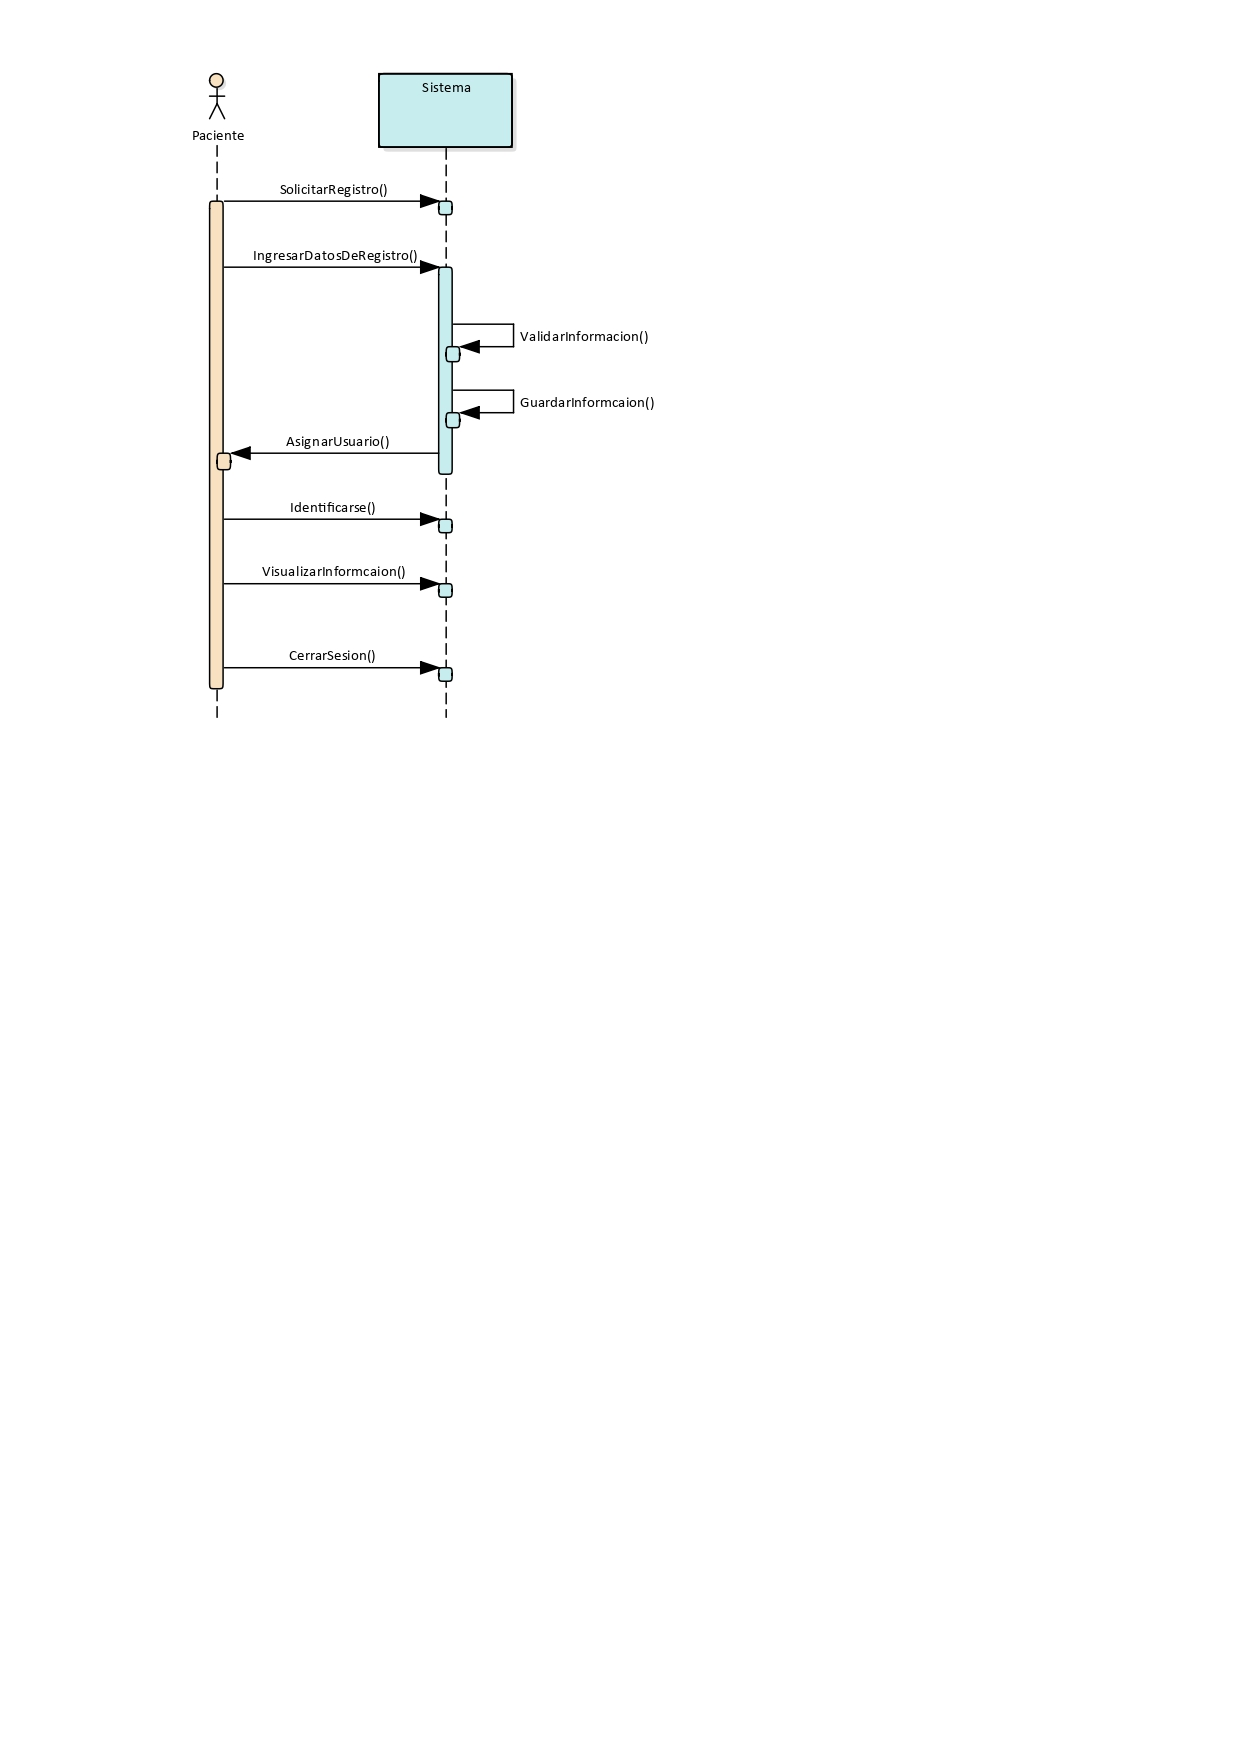 Sistema
Paciente
SolicitarRegistro()
IngresarDatosDeRegistro()
ValidarInformacion()
GuardarInformcaion()
AsignarUsuario()
Identificarse()
VisualizarInformcaion()
CerrarSesion()